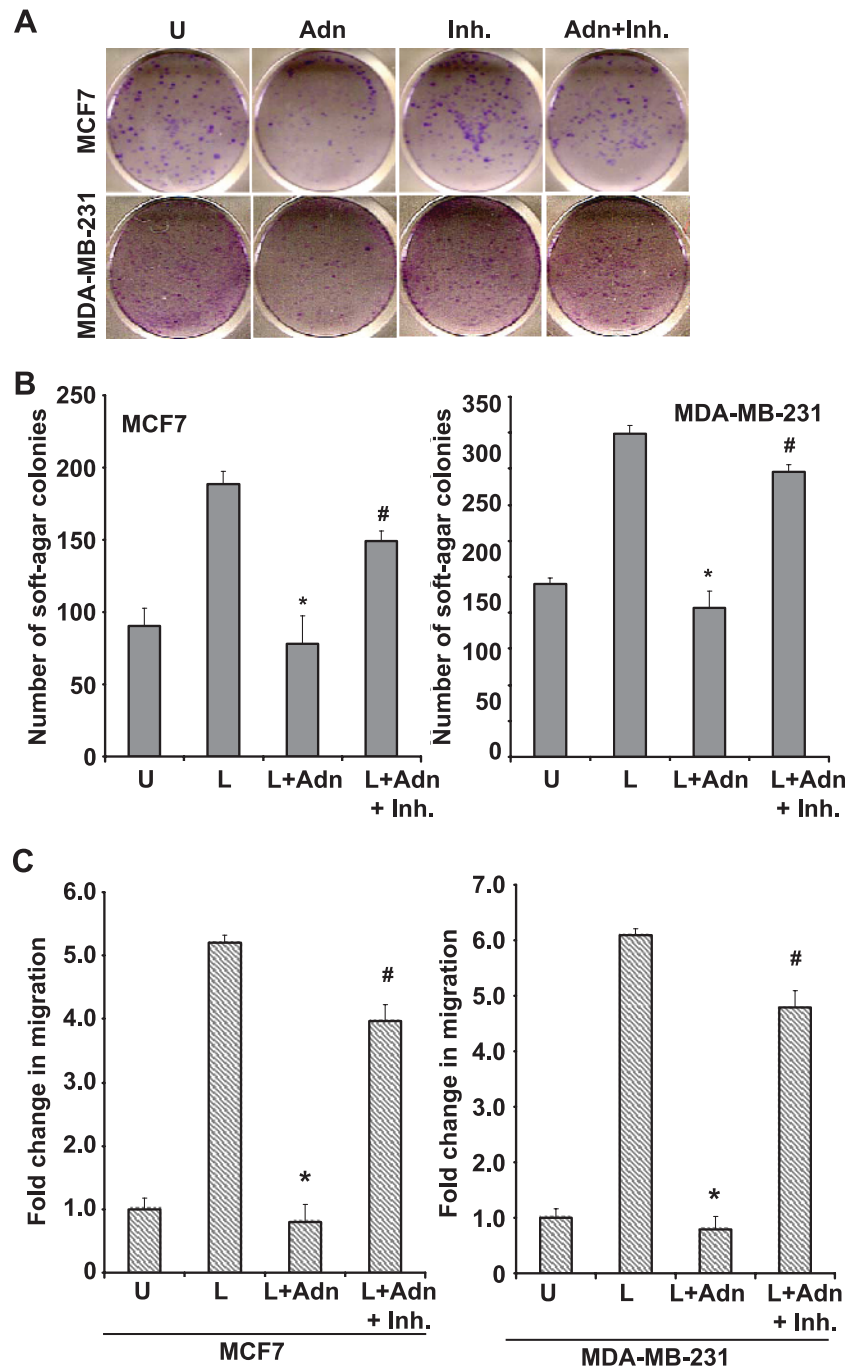 A
U Adn Inh. Adn+Inh.
MCF7
MDA-MB-231
B
Number of soft-agar colonies
250
200
150
100
50
0
MCF7
*
#
U L L+Adn L+Adn
+ Inh.
Number of soft-agar colonies
350
300
250
200
150
100
50
0
MDA-MB-231
*
#
U L L+Adn L+Adn
+ Inh.
C
Fold change in migration
6.0
5.0
4.0
3.0
2.0
1.0
0.0
*
#
U L L+Adn L+Adn
+ Inh.
MCF7
Fold change in migration
7.0
6.0
5.0
4.0
3.0
2.0
1.0
0.0
*
#
U L L+Adn L+Adn
+ Inh.
MDA-MB-231